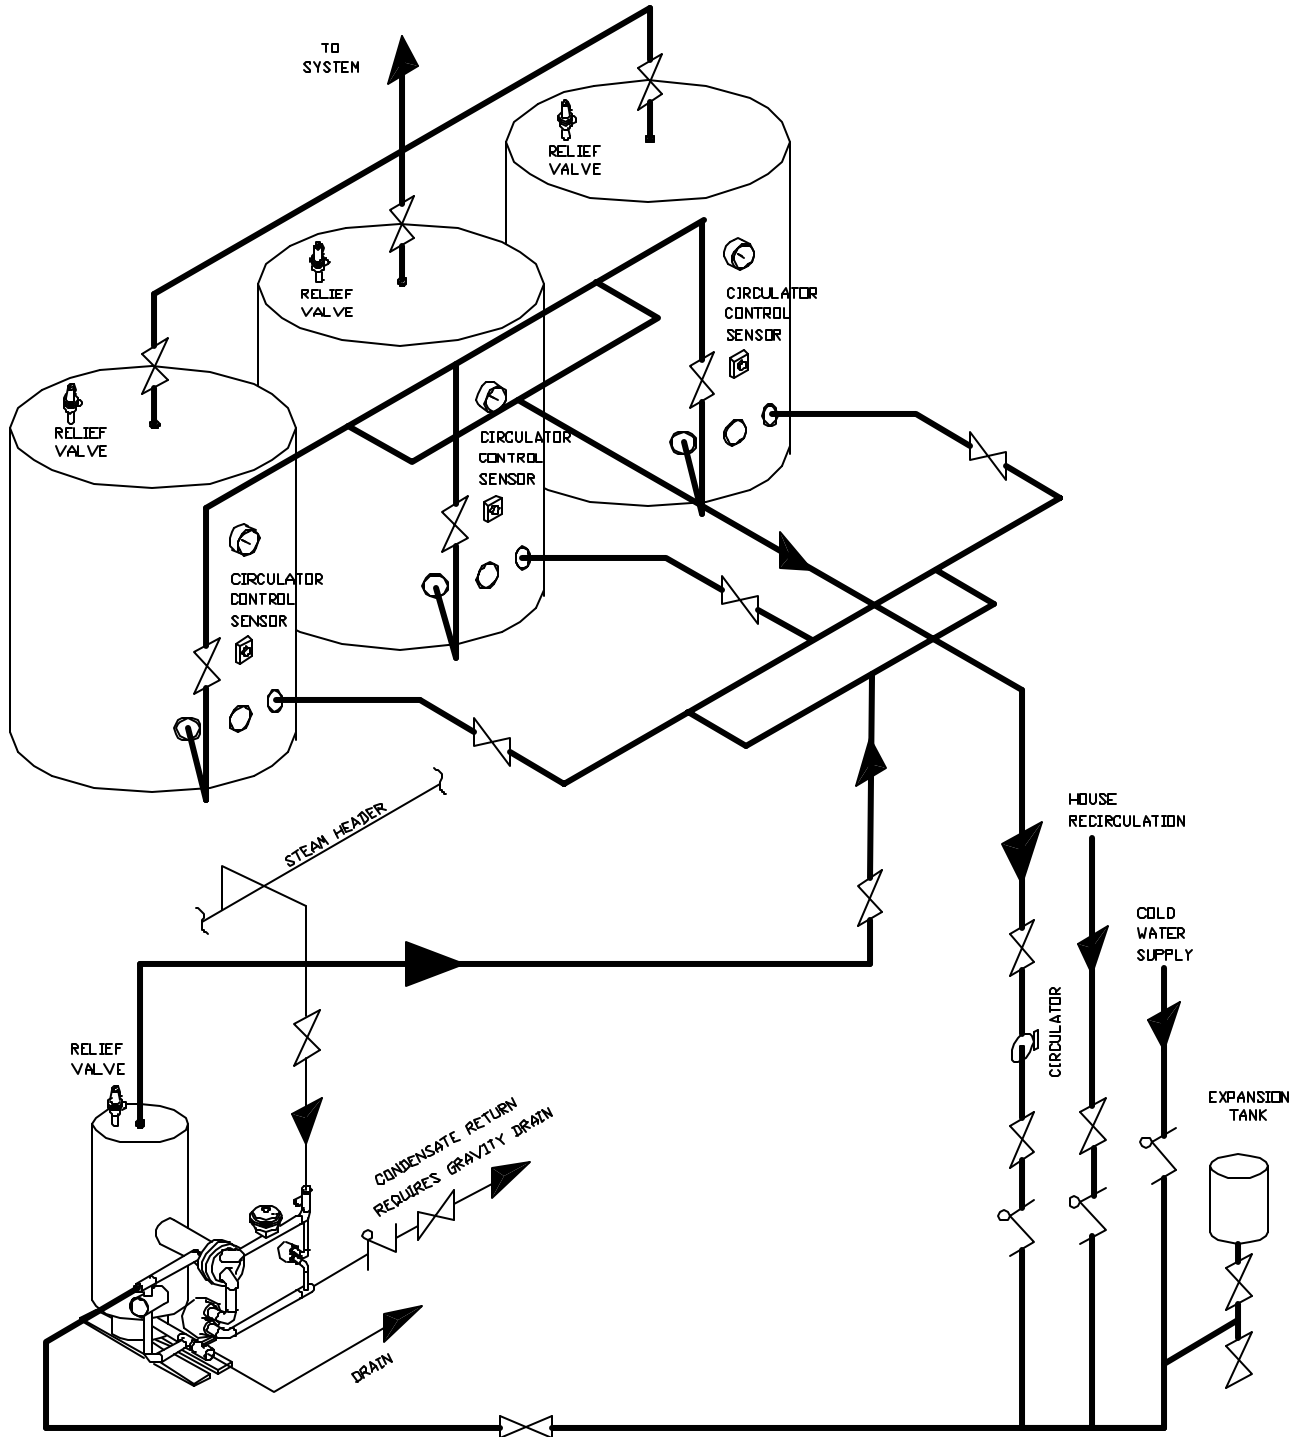 TO
SYSTEM
RELIEF
VALVE
RELIEF
VALVE
CIRCULATOR
CONTROL
SENSOR
RELIEF
VALVE
CIRCULATOR
CONTROL
SENSOR
CIRCULATOR
CONTROL
SENSOR
STEAM HEADER
HOUSE
RECIRCULATION
COLD
WATER
SUPPLY
CIRCULATOR
RELIEF
VALVE
EXPANSION
TANK
CONDENSATE RETURN
REQUIRES GRAVITY DRAIN
DRAIN